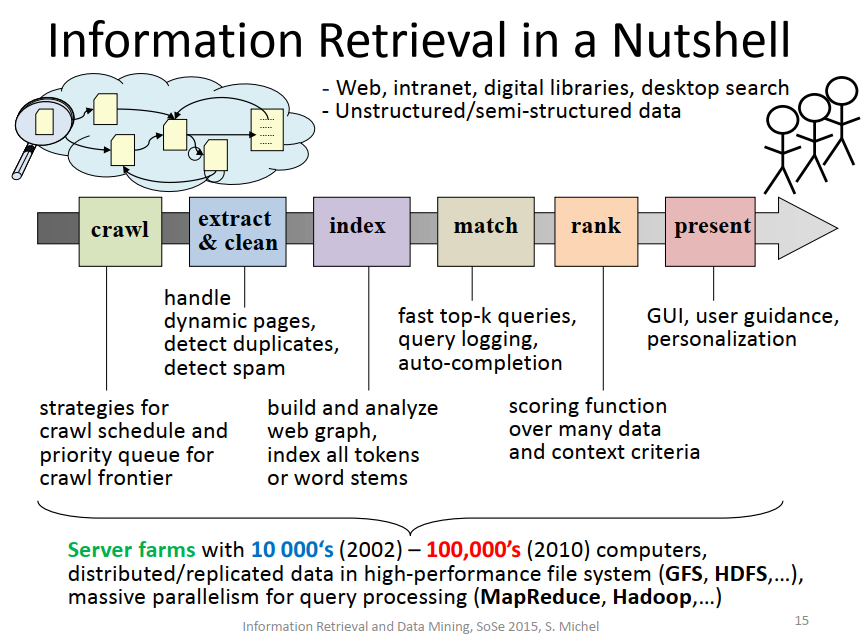 Information Retrieval in a Nutshell
- Web, intranet, digital libraries, desktop search
- Unstructured/semi-structured data
crawl
extract
& clean
index
match
rank
present
handle
dynamic pages,
detect duplicates,
detect spam
fast top-k queries,
query logging,
auto-completion
GUI, user guidance,
personalization
strategies for
crawl schedule and
priority queue for
crawl frontier
build and analyze
web graph,
index all tokens
or word stems
scoring function
over many data
and context criteria
Server farms with 10 000‘s (2002) – 100,000’s (2010) computers,
distributed/replicated data in high-performance file system (GFS, HDFS,…),
massive parallelism for query processing (MapReduce, Hadoop,…)
Information Retrieval and Data Mining, SoSe 2015, S. Michel
15